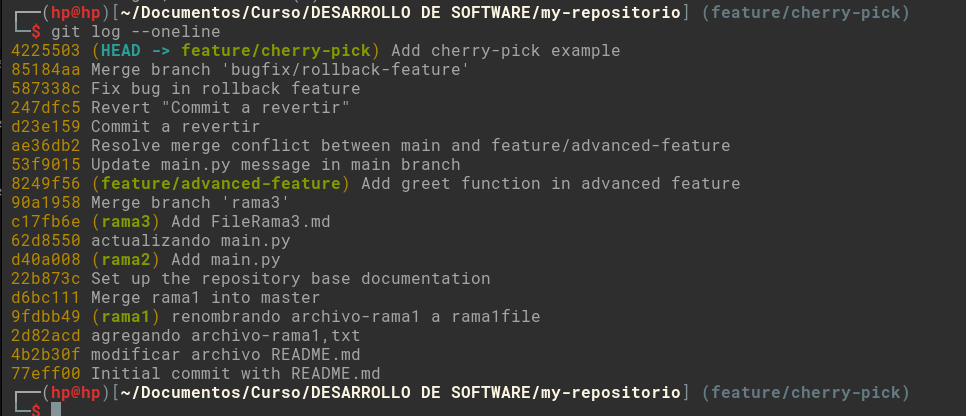 ┌──(hp@hp)[~/Documentos/Curso/DESARROLLO DE SOFTWARE/my-repositorio] (feature/cherry-pick)
└─$ git log --oneline
4225503 (HEAD -> feature/cherry-pick) Add cherry-pick example
85184aa Merge branch 'bugfix/rollback-feature'
587338c Fix bug in rollback feature
247dfc5 Revert "Commit a revertir"
d23e159 Commit a revertir
ae36db2 Resolve merge conflict between main and feature/advanced-feature
53f9015 Update main.py message in main branch
8249f56 (feature/advanced-feature) Add greet function in advanced feature
90a1958 Merge branch 'rama3'
c17fb6e (rama3) Add FileRama3.md
62d8550 actualizando main.py
d40a008 (rama2) Add main.py
22b873c Set up the repository base documentation
d6bc111 Merge rama1 into master
9fdbb49 (rama1) renombrando archivo-rama1 a rama1file
2d82acd agregando archivo-rama1,txt
4b2b30f modificar archivo README.md
77eff00 Initial commit with README.md
┌──(hp@hp)[~/Documentos/Curso/DESARROLLO DE SOFTWARE/my-repositorio] (feature/cherry-pick)
└─$